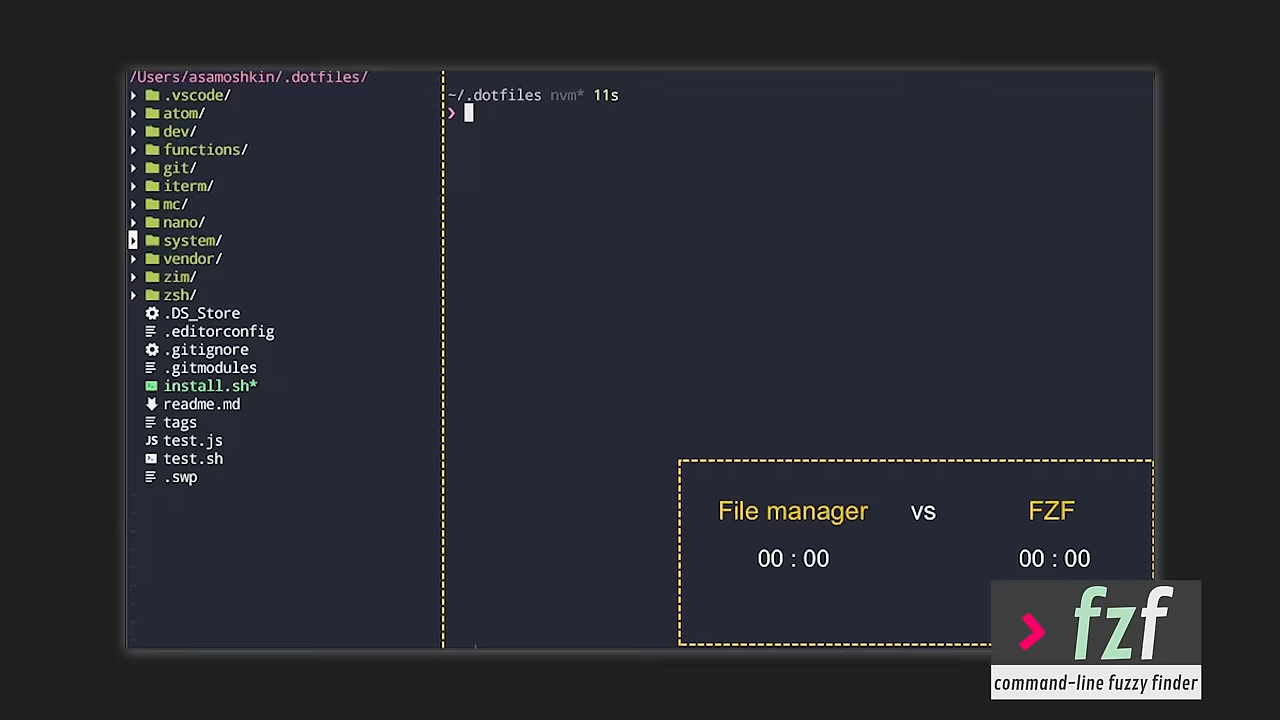 /Users/asamoshkin/.dotfiles/
.vscode/
atom/
dev/
functions/
git/
iterm/
mc/
nano/
system/
vendor/
zim/
zsh/
.DS_Store
.editorconfig
.gitignore
.gitmodules
install.sh*
readme.md
tags
JS test.js
test.sh
.swp
~/.dotfiles nvm* 11s
❯
File manager vs FZF
00 : 00 00 : 00
❯ fzf
command-line fuzzy finder